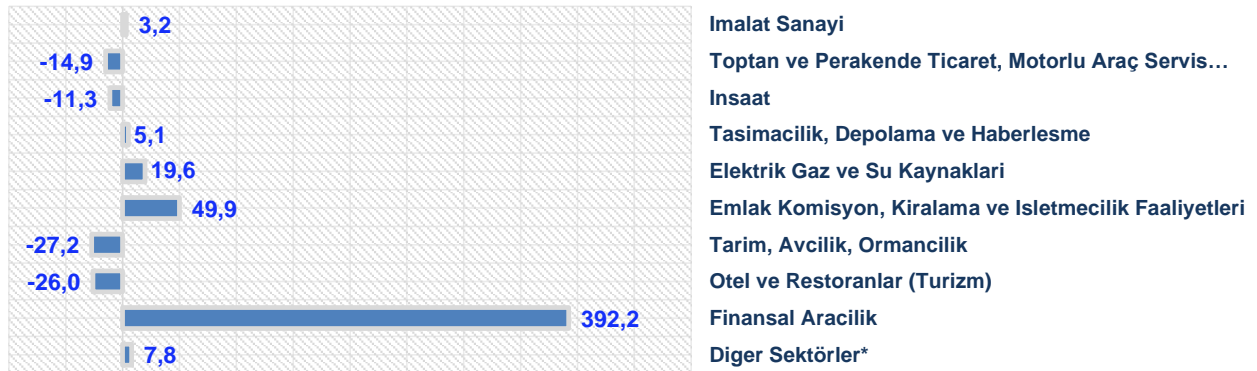 3,2 Imalat Sanayi
-14,9 Toptan ve Perakende Ticaret, Motorlu Araç Servis…
-11,3 Insaat
5,1 Tasimacilik, Depolama ve Haberlesme
19,6 Elektrik Gaz ve Su Kaynaklari
49,9 Emlak Komisyon, Kiralama ve Isletmecilik Faaliyetleri
-27,2 Tarim, Avcilik, Ormancilik
-26,0 Otel ve Restoranlar (Turizm)
392,2 Finansal Aracilik
7,8 Diger Sektörler*